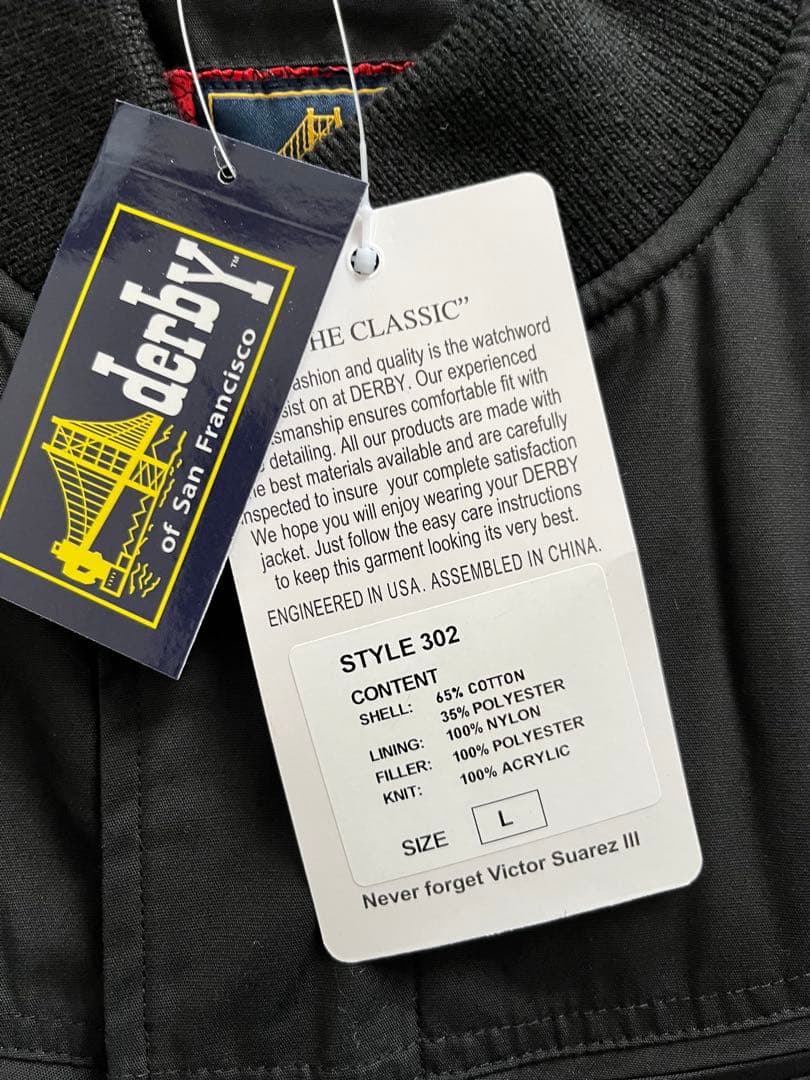 derby™
of San Francisco
HE CLASSIC”
ashion and quality is the watchword
sist on at DERBY. Our experienced
smanship ensures comfortable fit with
detailing. All our products are made with
e best materials available and are carefully
nspected to insure your complete satisfaction
We hope you will enjoy wearing your DERBY
jacket. Just follow the easy care instructions
to keep this garment looking its very best.
ENGINEERED IN USA. ASSEMBLED IN CHINA.
STYLE 302
CONTENT
SHELL: 65% COTTON
35% POLYESTER
LINING: 100% NYLON
FILLER: 100% POLYESTER
KNIT: 100% ACRYLIC
SIZE L
Never forget Victor Suarez III